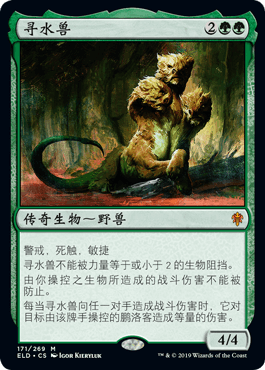 寻水兽 2
传奇生物～野兽
警戒，死触，敏捷
寻水兽不能被力量等于或小于 2 的生物阻挡。
由你操控之生物所造成的战斗伤害不能被
防止。
每当寻水兽向任一对手造成战斗伤害时，它对
目标由该牌手操控的鹏洛客造成等量的伤害。
4/4
171/269 M
ELD • CS IGOR KIERYLUK
™ & © 2019 Wizards of the Coast